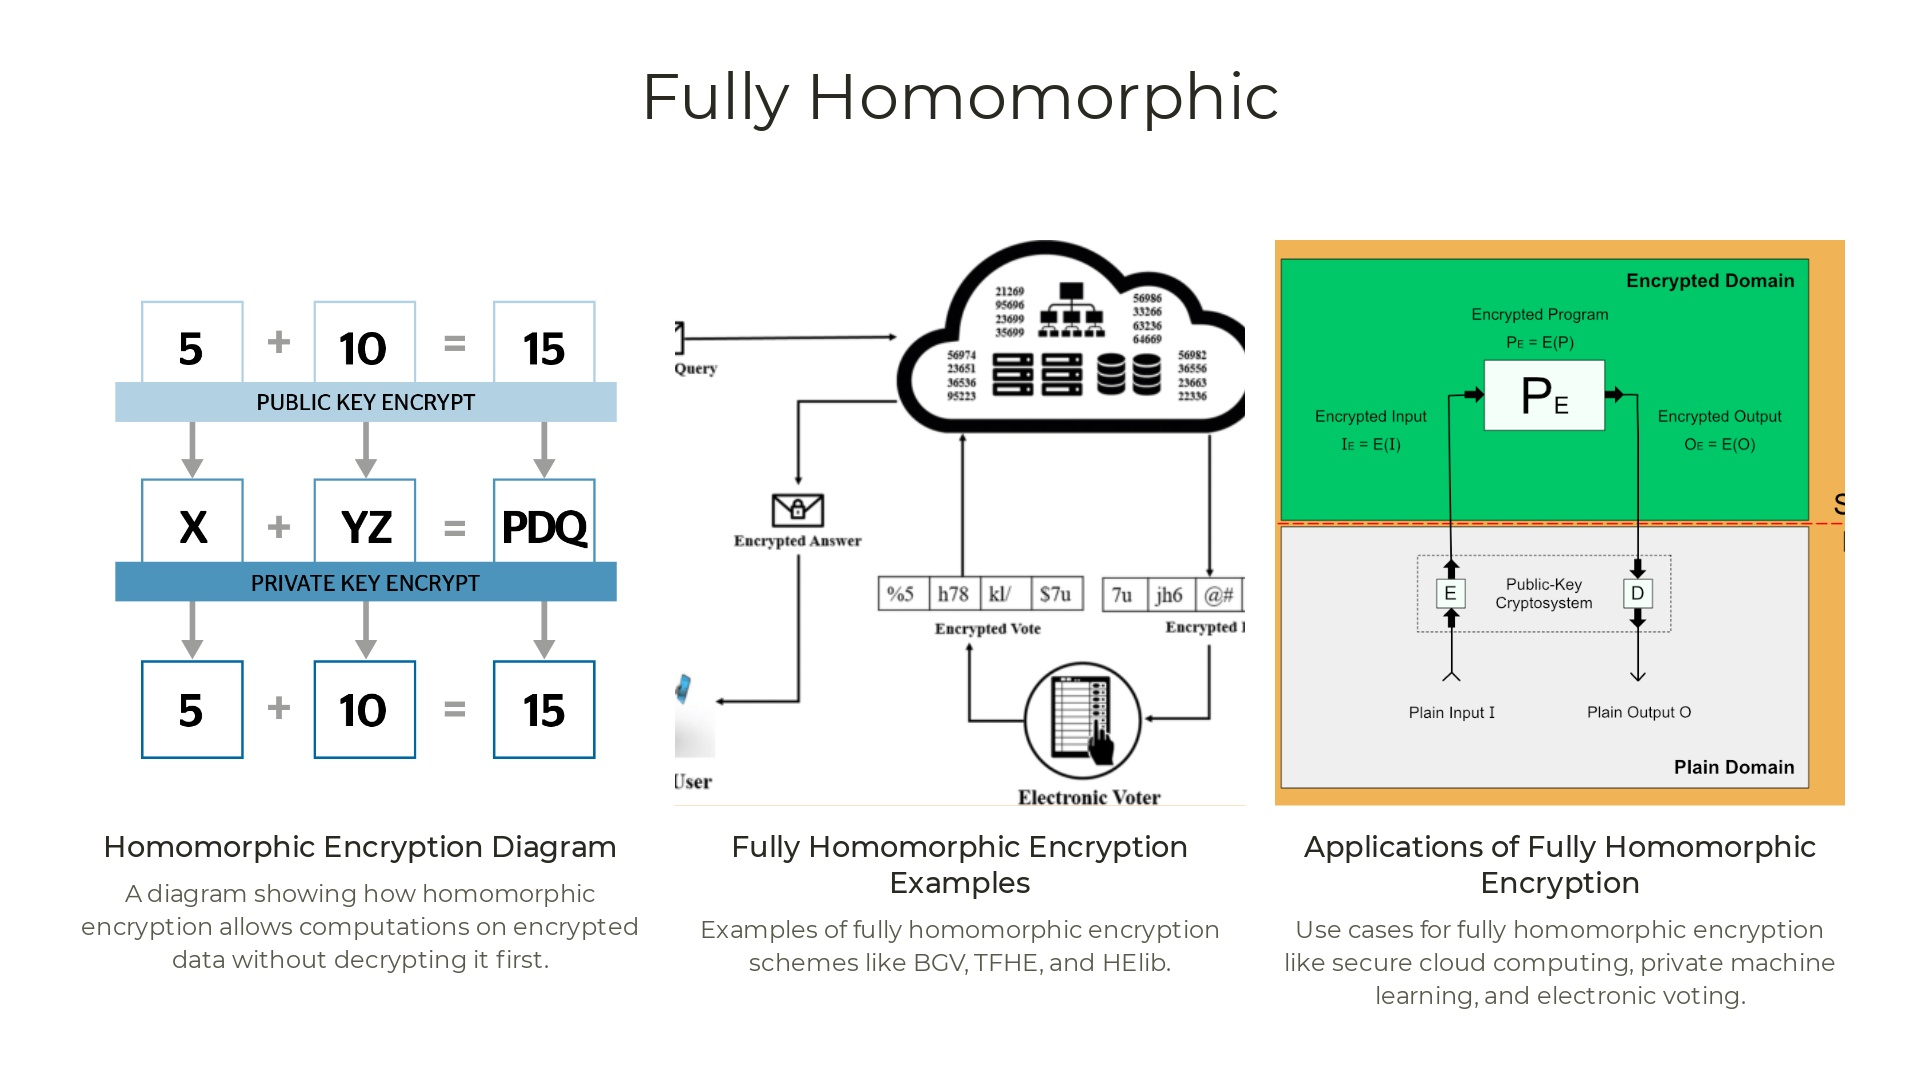 Fully Homomorphic
5 + 10 = 15
PUBLIC KEY ENCRYPT
X + YZ = PDQ
PRIVATE KEY ENCRYPT
5 + 10 = 15
Homomorphic Encryption Diagram
A diagram showing how homomorphic
encryption allows computations on encrypted
data without decrypting it first.
Query
21269
95696
23699
35699
56986
33266
63236
64669
56974
23651
36536
95223
56982
36556
23663
22336
Encrypted Answer
%5 h78 kl/ $7u
Encrypted Vote
7u jh6 @#
Encrypted
User
Electronic Voter
Fully Homomorphic Encryption
Examples
Examples of fully homomorphic encryption
schemes like BGV, TFHE, and HElib.
Encrypted Domain
Encrypted Program
PE = E(P)
PE
Encrypted Input
IE = E(I)
Encrypted Output
OE = E(O)
S
E
Public-Key
Cryptosystem
D
Plain Input I
Plain Output O
Plain Domain
Applications of Fully Homomorphic
Encryption
Use cases for fully homomorphic encryption
like secure cloud computing, private machine
learning, and electronic voting.